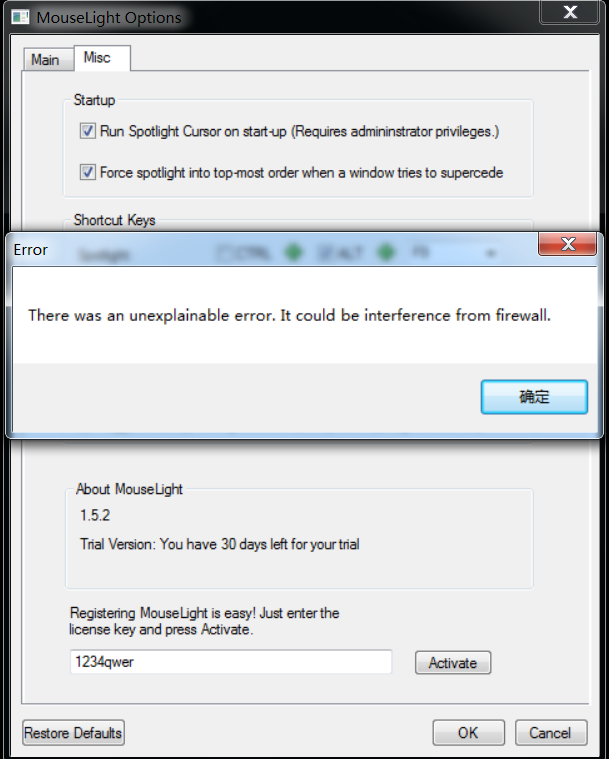 MouseLight Options
Main
Misc
Startup
Run Spotlight Cursor on start-up (Requires admininstrator privileges.)
Force spotlight into top-most order when a window tries to supercede
Shortcut Keys
Error
Spotlight CTRL ALT F9
There was an unexplainable error. It could be interference from firewall.
确定
About MouseLight
1.5.2
Trial Version: You have 30 days left for your trial
Registering MouseLight is easy! Just enter the
license key and press Activate.
1234qwer
Activate
Restore Defaults
OK
Cancel